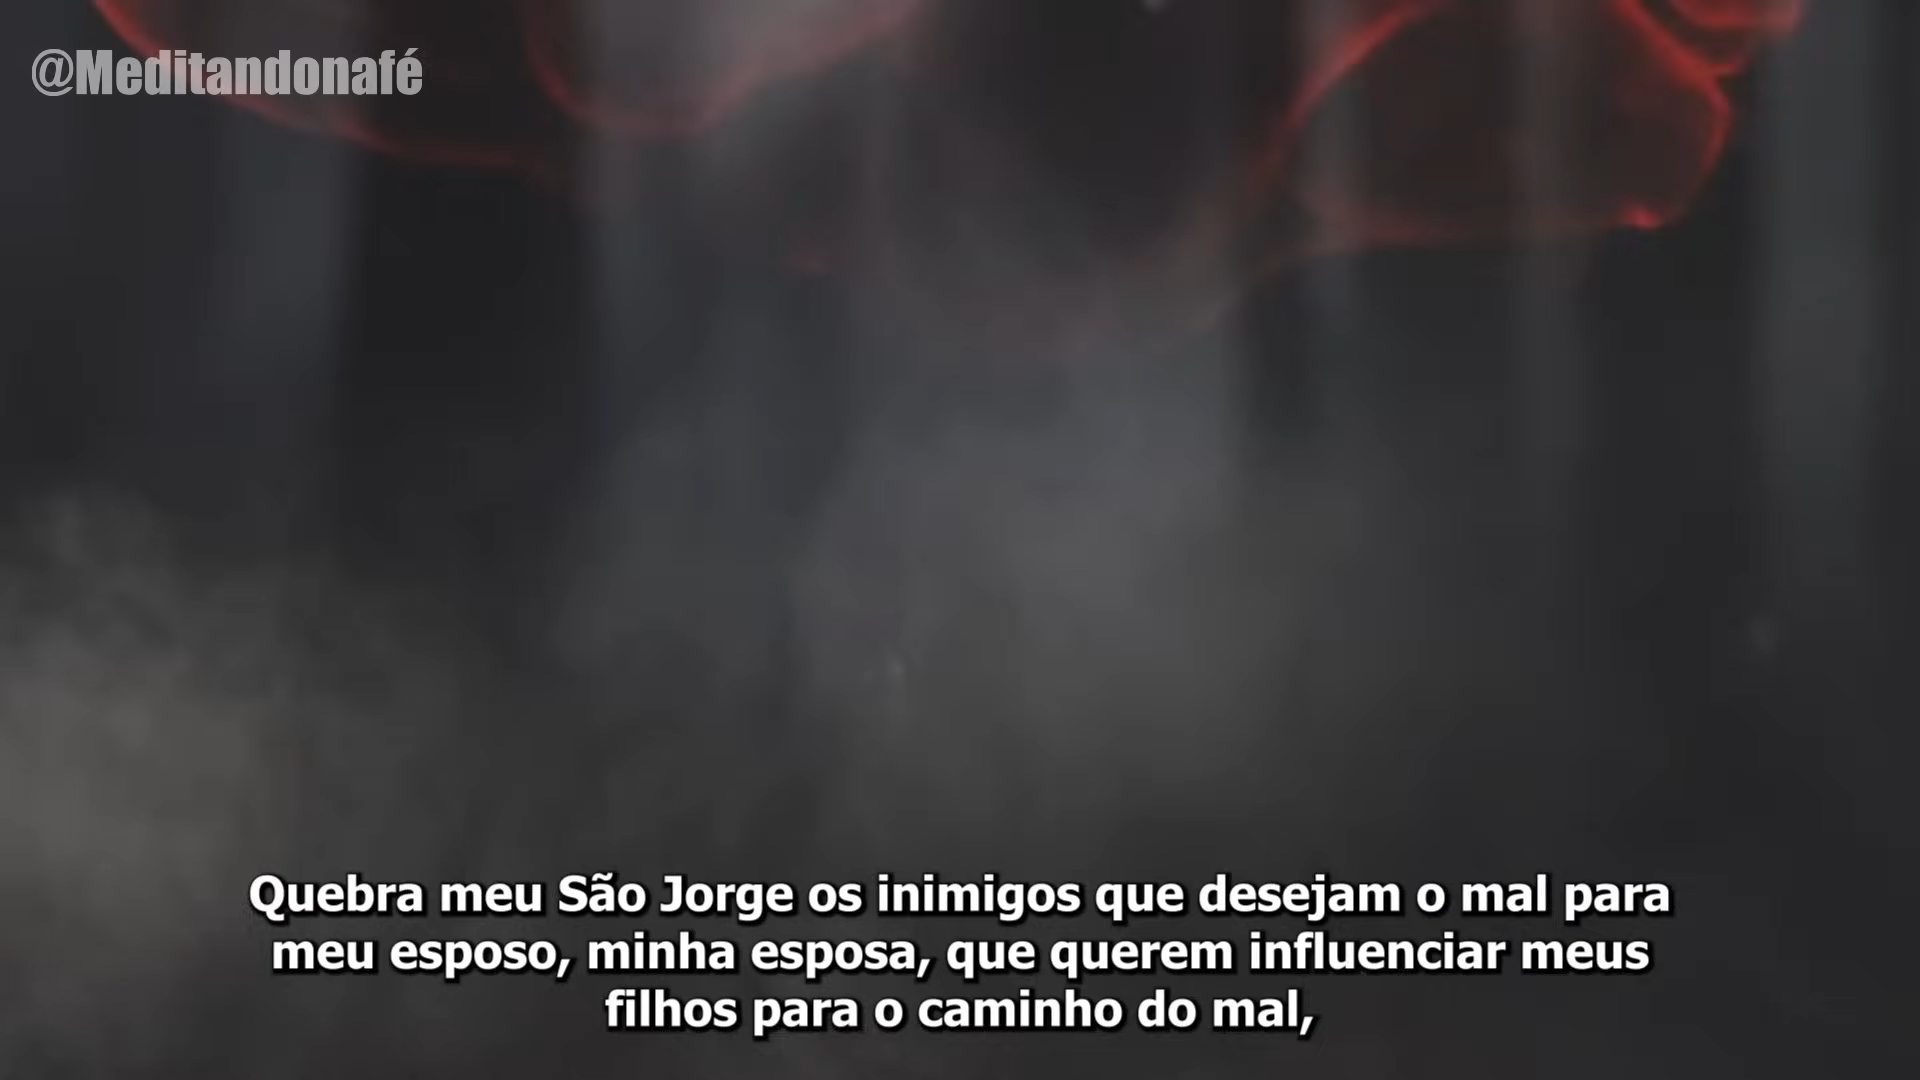 @Meditandonafé
Quebra meu São Jorge os inimigos que desejam o mal para
meu esposo, minha esposa, que querem influenciar meus
filhos para o caminho do mal,